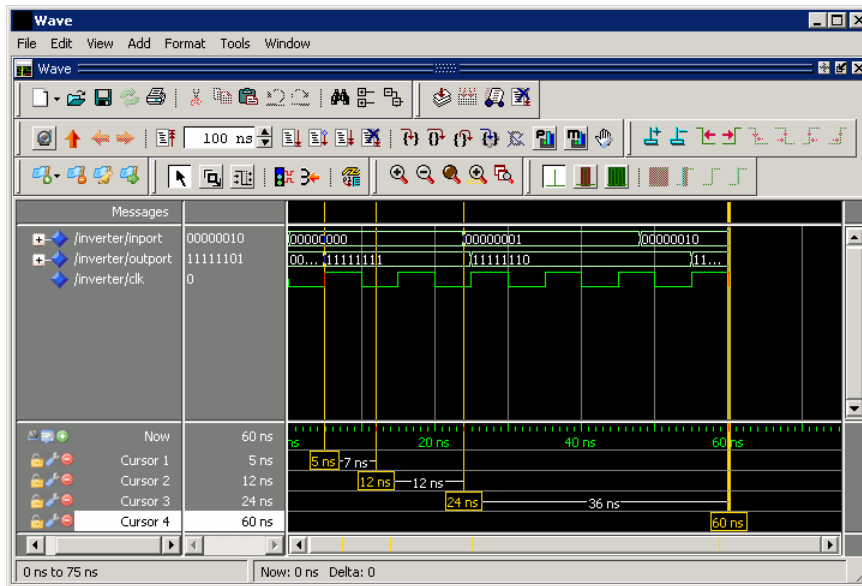 Wave
File Edit View Add Format Tools Window
Wave
100 ns
Messages
/inverter/inport 00000010 00000000 00000001 00000010
/inverter/outport 11111101 00... 11111111 11111110 11...
/inverter/clk 0
Now 60 ns ns 20 ns 40 ns 60 ns
Cursor 1 5 ns 5 ns 7 ns
Cursor 2 12 ns 12 ns 12 ns
Cursor 3 24 ns 24 ns 36 ns
Cursor 4 60 ns 60 ns
0 ns to 75 ns Now: 0 ns Delta: 0